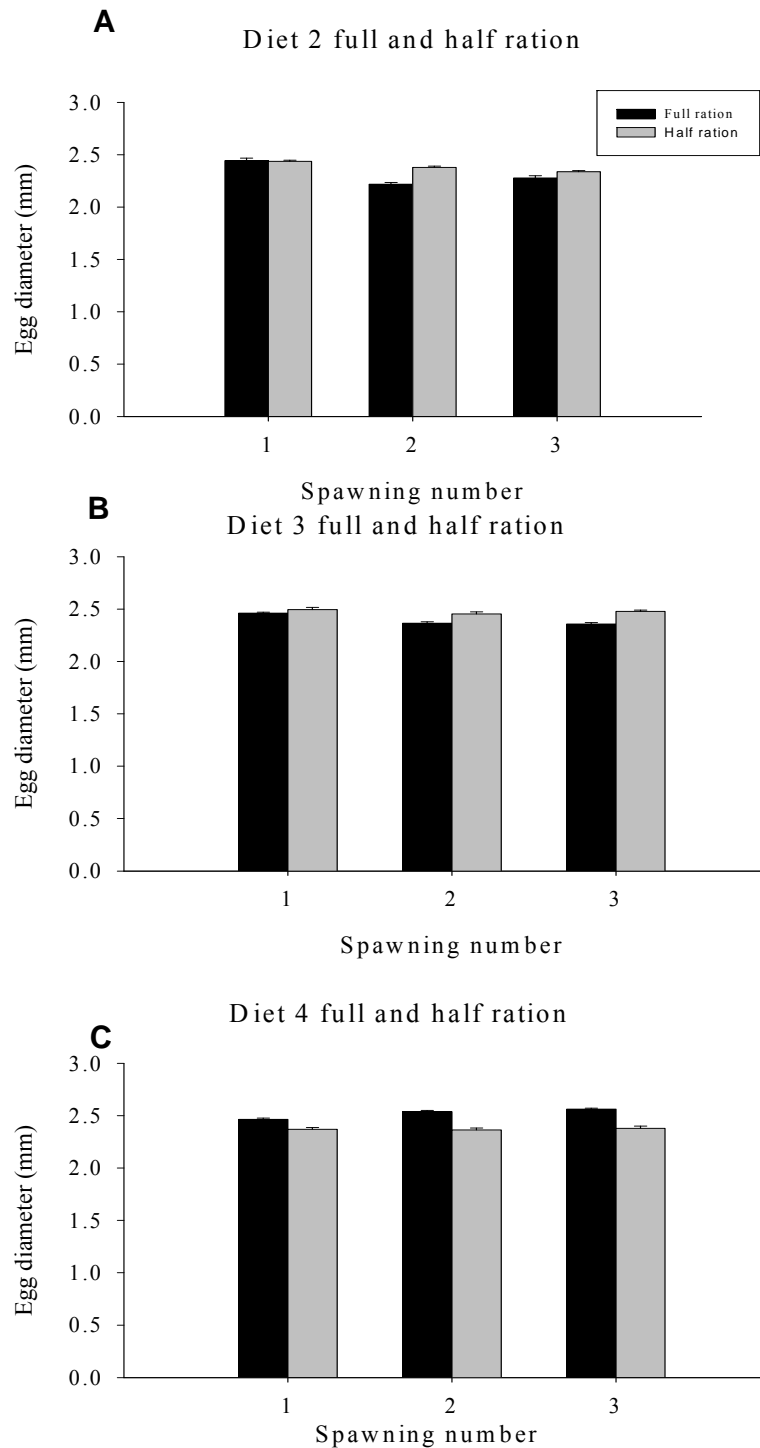 A
Diet 2 full and half ration
Full ration
Half ration
3.0
2.5
2.0
1.5
1.0
0.5
0.0
Egg diameter (mm)
1 2 3
Spawning number
B
Diet 3 full and half ration
3.0
2.5
2.0
1.5
1.0
0.5
0.0
Egg diameter (mm)
1 2 3
Spawning number
Diet 4 full and half ration
C
3.0
2.5
2.0
1.5
1.0
0.5
0.0
Egg diameter (mm)
1 2 3
Spawning number